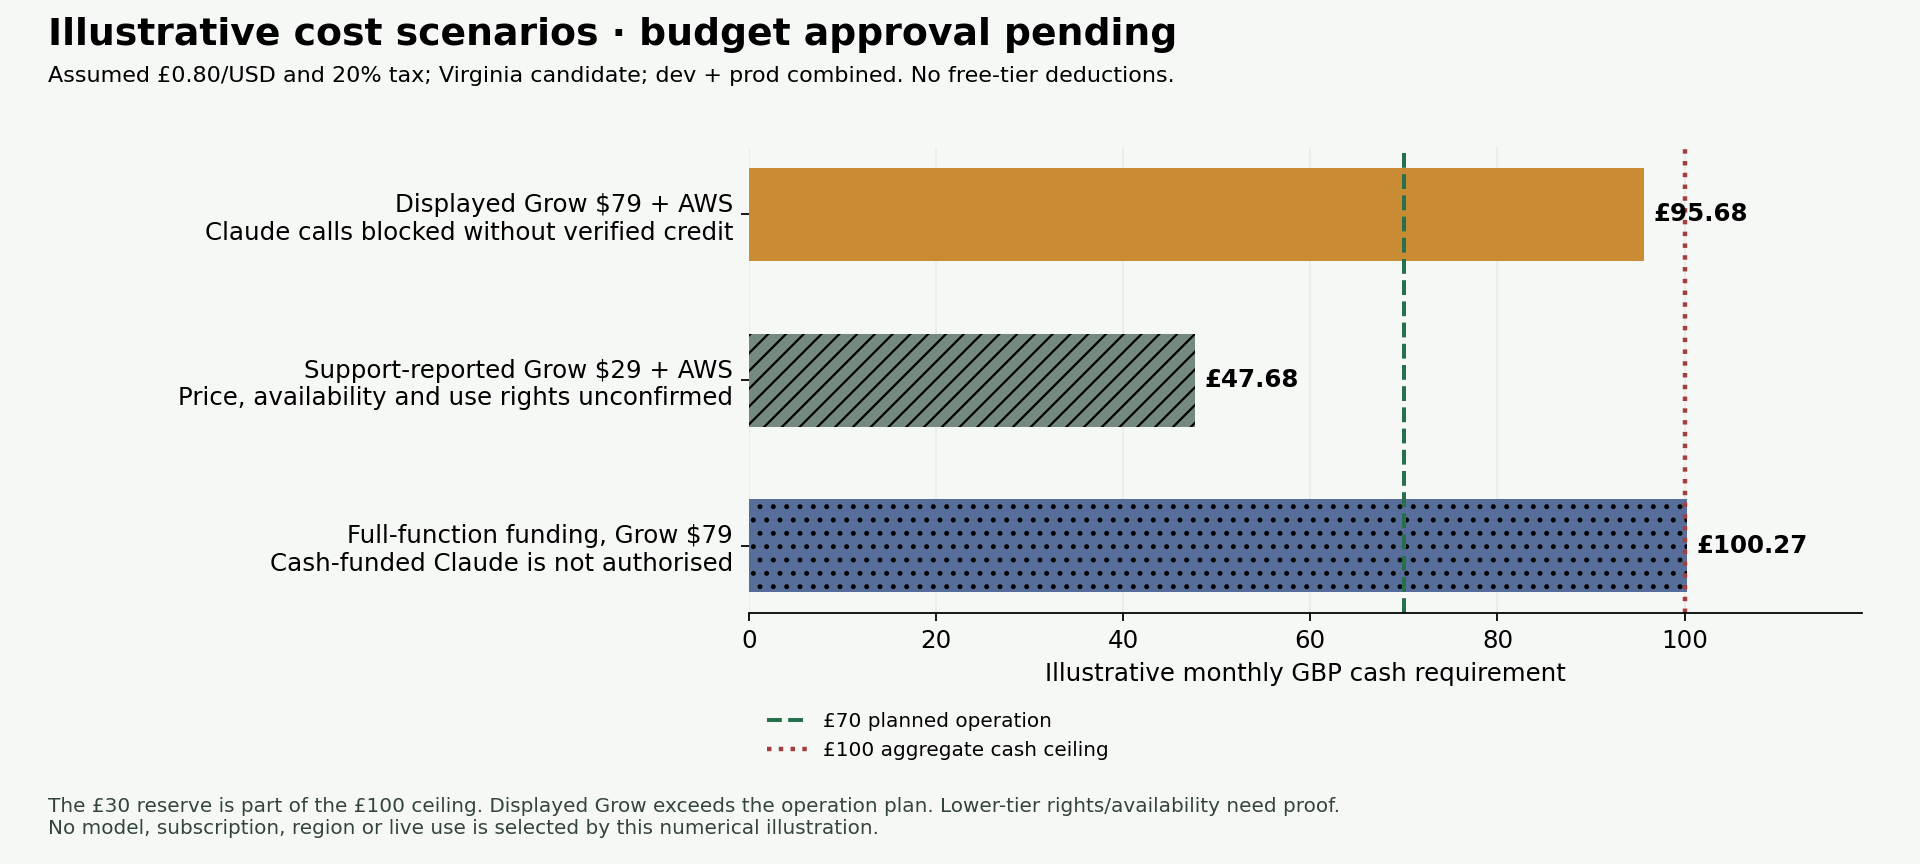 Illustrative cost scenarios · budget approval pending
Assumed £0.80/USD and 20% tax; Virginia candidate; dev + prod combined. No free-tier deductions.
Displayed Grow $79 + AWS
Claude calls blocked without verified credit
£95.68
Support-reported Grow $29 + AWS
Price, availability and use rights unconfirmed
£47.68
Full-function funding, Grow $79
Cash-funded Claude is not authorised
£100.27
0 20 40 60 80 100
Illustrative monthly GBP cash requirement
£70 planned operation
£100 aggregate cash ceiling
The £30 reserve is part of the £100 ceiling. Displayed Grow exceeds the operation plan. Lower-tier rights/availability need proof.
No model, subscription, region or live use is selected by this numerical illustration.